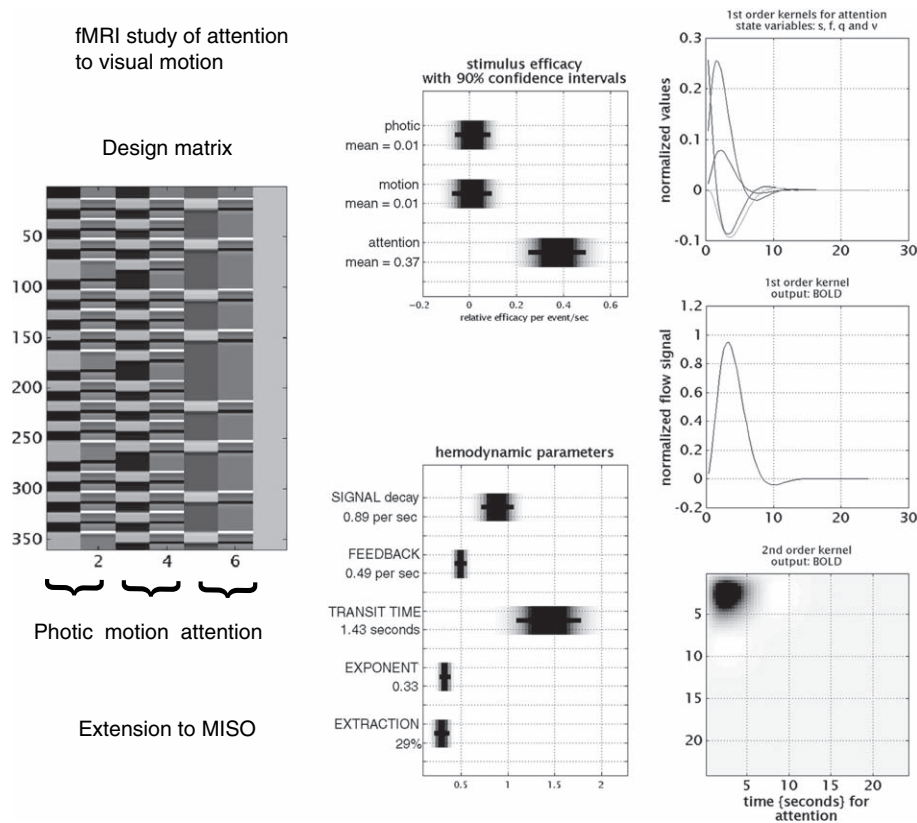 fMRI study of attention
to visual motion
Design matrix
50
100
150
200
250
300
350
2 4 6
Photic motion attention
Extension to MISO
stimulus efficacy
with 90% confidence intervals
photic
mean = 0.01
motion
mean = 0.01
attention
mean = 0.37
-0.2 0 0.2 0.4 0.6
relative efficacy per event/sec
hemodynamic parameters
SIGNAL decay
0.89 per sec
FEEDBACK
0.49 per sec
TRANSIT TIME
1.43 seconds
EXPONENT
0.33
EXTRACTION
29%
0.5 1 1.5 2
1st order kernels for attention
state variables: s, f, q and v
normalized values
0.3
0.2
0.1
0
-0.1
0 10 20 30
1st order kernel
output: BOLD
normalized flow signal
1.2
1
0.8
0.6
0.4
0.2
0
-0.2
0 10 20 30
2nd order kernel
output: BOLD
5
10
15
20
5 10 15 20
time {seconds} for
attention